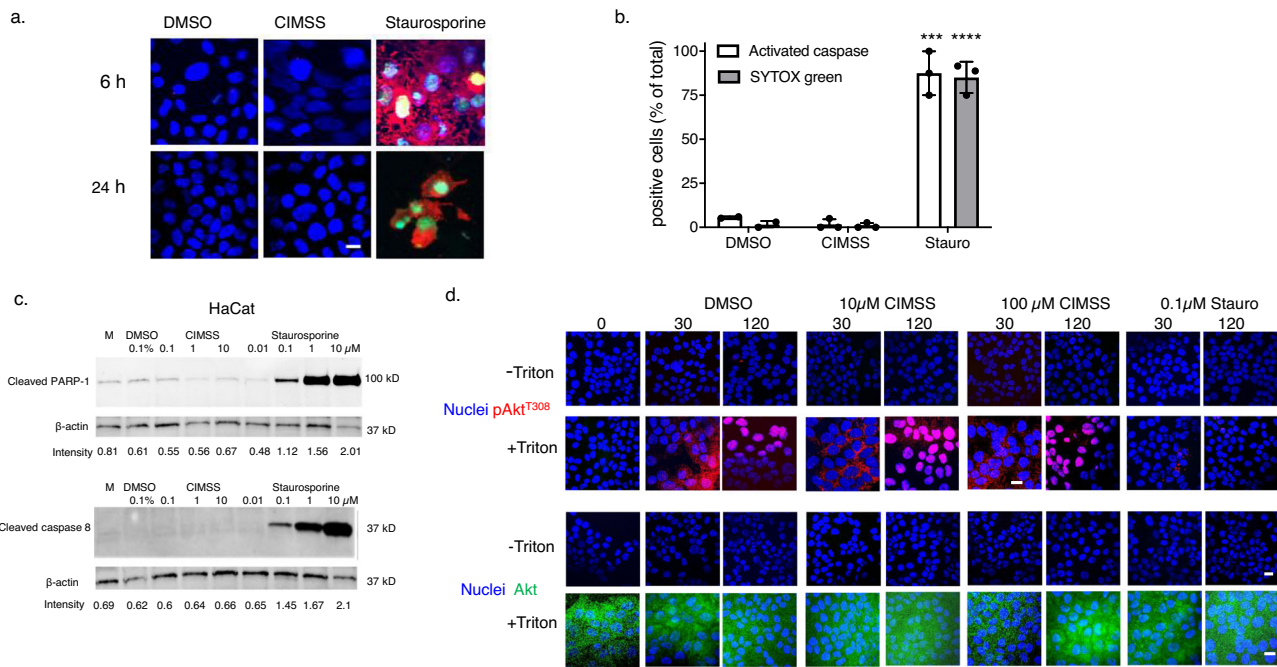 a.
DMSO CIMSS Staurosporine
6 h
24 h
b.
positive cells (% of total)
100
75
50
25
0
Activated caspase
SYTOX green
*** ****
DMSO CIMSS Stauro
c.
HaCat
M DMSO CIMSS Staurosporine
0.1% 0.1 1 10 0.01 0.1 1 10 µM
Cleaved PARP-1 100 kD
β-actin 37 kD
Intensity 0.81 0.61 0.55 0.56 0.67 0.48 1.12 1.56 2.01
M DMSO CIMSS Staurosporine
0.1% 0.1 1 10 0.01 0.1 1 10 µM
Cleaved caspase 8 37 kD
β-actin 37 kD
Intensity 0.69 0.62 0.6 0.64 0.66 0.65 1.45 1.67 2.1
d.
DMSO 10µM CIMSS 100 µM CIMSS 0.1µM Stauro
0 30 120 30 120 30 120 30 120
-Triton
Nuclei pAktT308
+Triton
-Triton
Nuclei Akt
+Triton